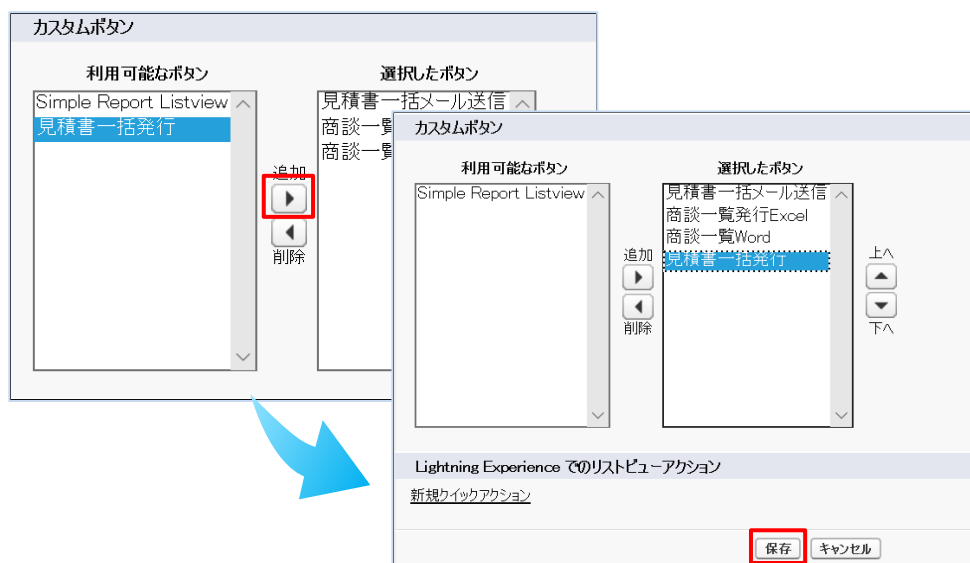 カスタムボタン
利用可能なボタン
選択したボタン
Simple Report Listview
見積書一括発行
見積書一括メール送信
商談一覧
商談一覧
追加
削除
カスタムボタン
利用可能なボタン
選択したボタン
Simple Report Listview
見積書一括メール送信
商談一覧発行Excel
商談一覧Word
見積書一括発行
追加
削除
上へ
下へ
Lightning Experience でのリストビューアクション
新規クイックアクション
保存
キャンセル